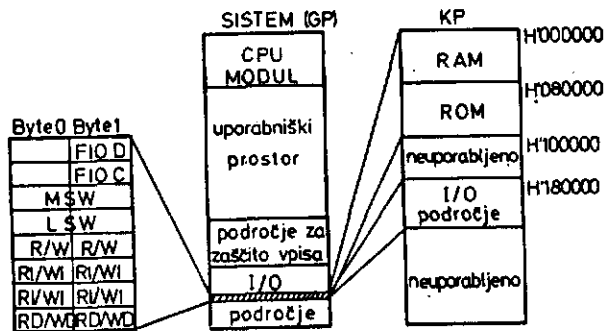 SISTEM (GP)
CPU
MODUL
uporabniški
prostor
področje za
zaščito vpisa
I/O
področje
KP
RAM
ROM
neuporabljeno
I/O
področje
neuporabljeno
H'000000
H'080000
H'100000
H'180000
Byte0 Byte1
FIO D
FIO C
MSW
LSW
R/W R/W
RI/WI RI/WI
RI/WI RI/WI
RD/WD RD/WD